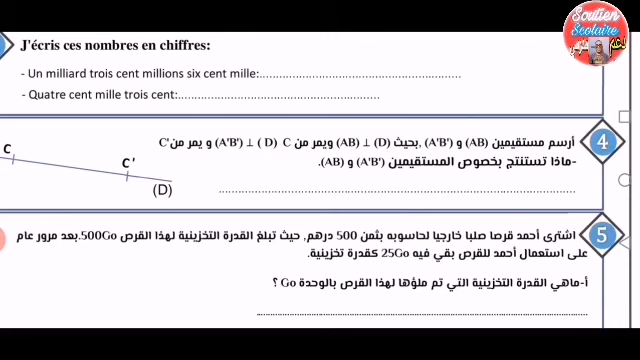 Soutien
Scolaire
J'écris ces nombres en chiffres:
- Un milliard trois cent millions six cent mille:
- Quatre cent mille trois cent:
4
أرسم مستقيمين (AB) و (A'B') ,بحيث (D) ⊥ (AB) ويمر من C (D ) ⊥ (A'B') و يمر من C'
-ماذا تستنتج بخصوص المستقيمين (A'B') و (AB).
C
C'
(D)
5
اشترى أحمد قرصا صلبا خارجيا لحاسوبه بثمن 500 درهم, حيث تبلغ القدرة التخزينية لهذا القرص 500Go.بعد مرور عام
على استعمال أحمد للقرص بقي فيه 25Go كقدرة تخزينية.
أ-ماهي القدرة التخزينية التي تم ملؤها لهذا القرص بالوحدة Go ؟